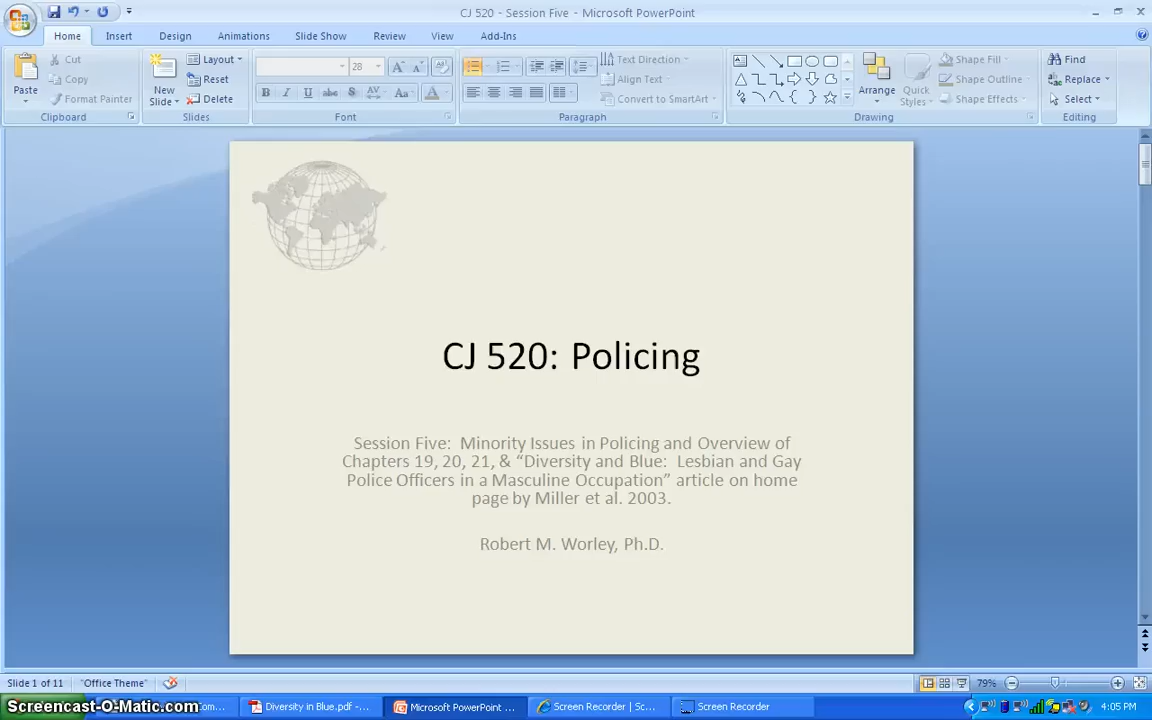 CJ 520 - Session Five - Microsoft PowerPoint
Home Insert Design Animations Slide Show Review View Add-Ins
Cut Layout 28 Text Direction Shape Fill Find
Copy Reset Align Text Shape Outline Replace
Paste New Slide Arrange Quick Styles
Format Painter Delete B I U abc S AV Aa A Convert to SmartArt Shape Effects Select
Clipboard Slides Font Paragraph Drawing Editing
CJ 520: Policing
Session Five: Minority Issues in Policing and Overview of
Chapters 19, 20, 21, & “Diversity and Blue: Lesbian and Gay
Police Officers in a Masculine Occupation” article on home
page by Miller et al. 2003.
Robert M. Worley, Ph.D.
Slide 1 of 11 "Office Theme" 79%
Screencast-O-Matic.com Com... Diversity in Blue.pdf -... Microsoft PowerPoint ... Screen Recorder | Sc... Screen Recorder 4:05 PM